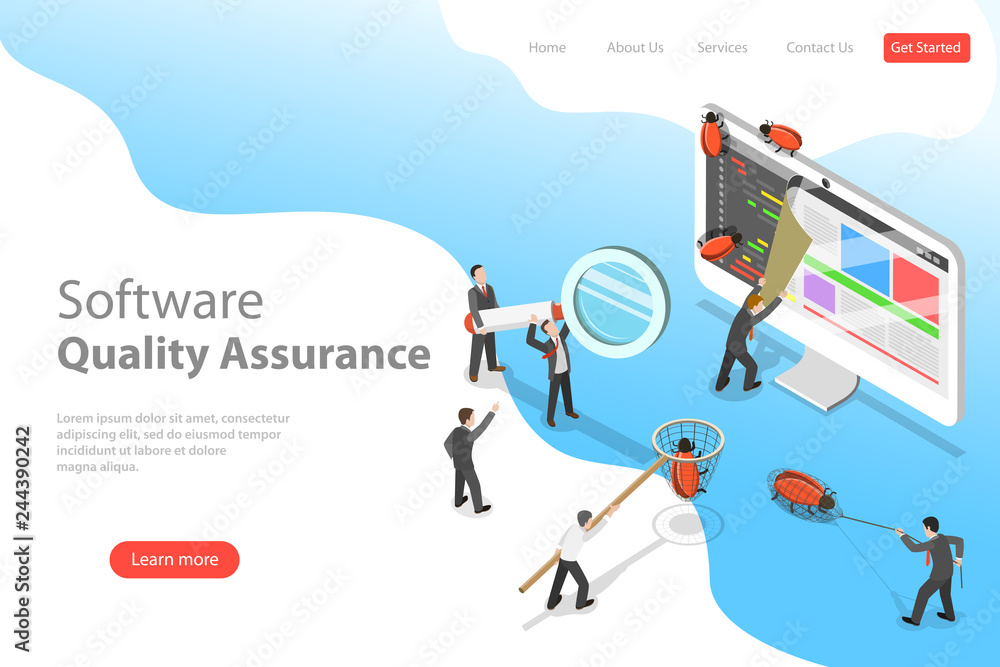 Home About Us Services Contact Us Get Started
Software
Quality Assurance
Lorem ipsum dolor sit amet, consectetur
adipiscing elit, sed do eiusmod tempor
incididunt ut labore et dolore
magna aliqua.
Learn more
Adobe Stock | #244390242